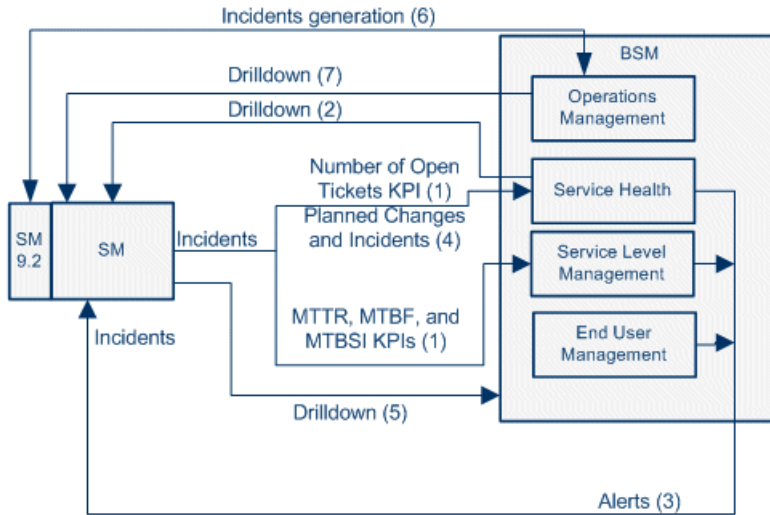 Incidents generation (6)
BSM
Drilldown (7)
Operations
Management
Drilldown (2)
Number of Open
Tickets KPI (1)
Service Health
Planned Changes
and Incidents (4)
SM
9.2
SM
Incidents
Service Level
Management
MTTR, MTBF, and
MTBSI KPIs (1)
Incidents
End User
Management
Drilldown (5)
Alerts (3)